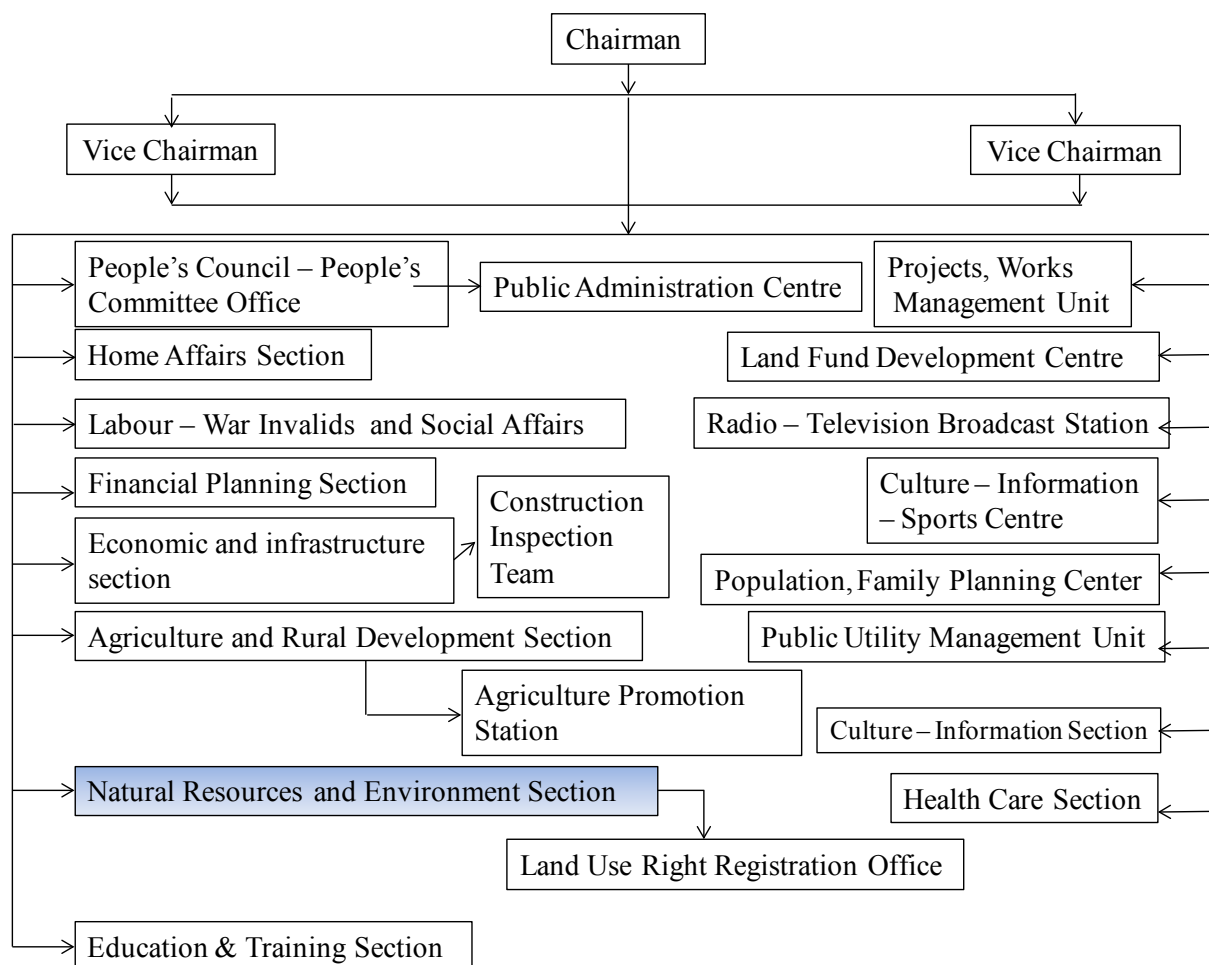 Chairman
Vice Chairman
Vice Chairman
People’s Council – People’s
Committee Office
Public Administration Centre
Projects, Works
Management Unit
Home Affairs Section
Land Fund Development Centre
Labour – War Invalids and Social Affairs
Radio – Television Broadcast Station
Financial Planning Section
Construction
Inspection
Team
Culture – Information
– Sports Centre
Economic and infrastructure
section
Population, Family Planning Center
Agriculture and Rural Development Section
Public Utility Management Unit
Agriculture Promotion
Station
Culture – Information Section
Natural Resources and Environment Section
Health Care Section
Land Use Right Registration Office
Education & Training Section